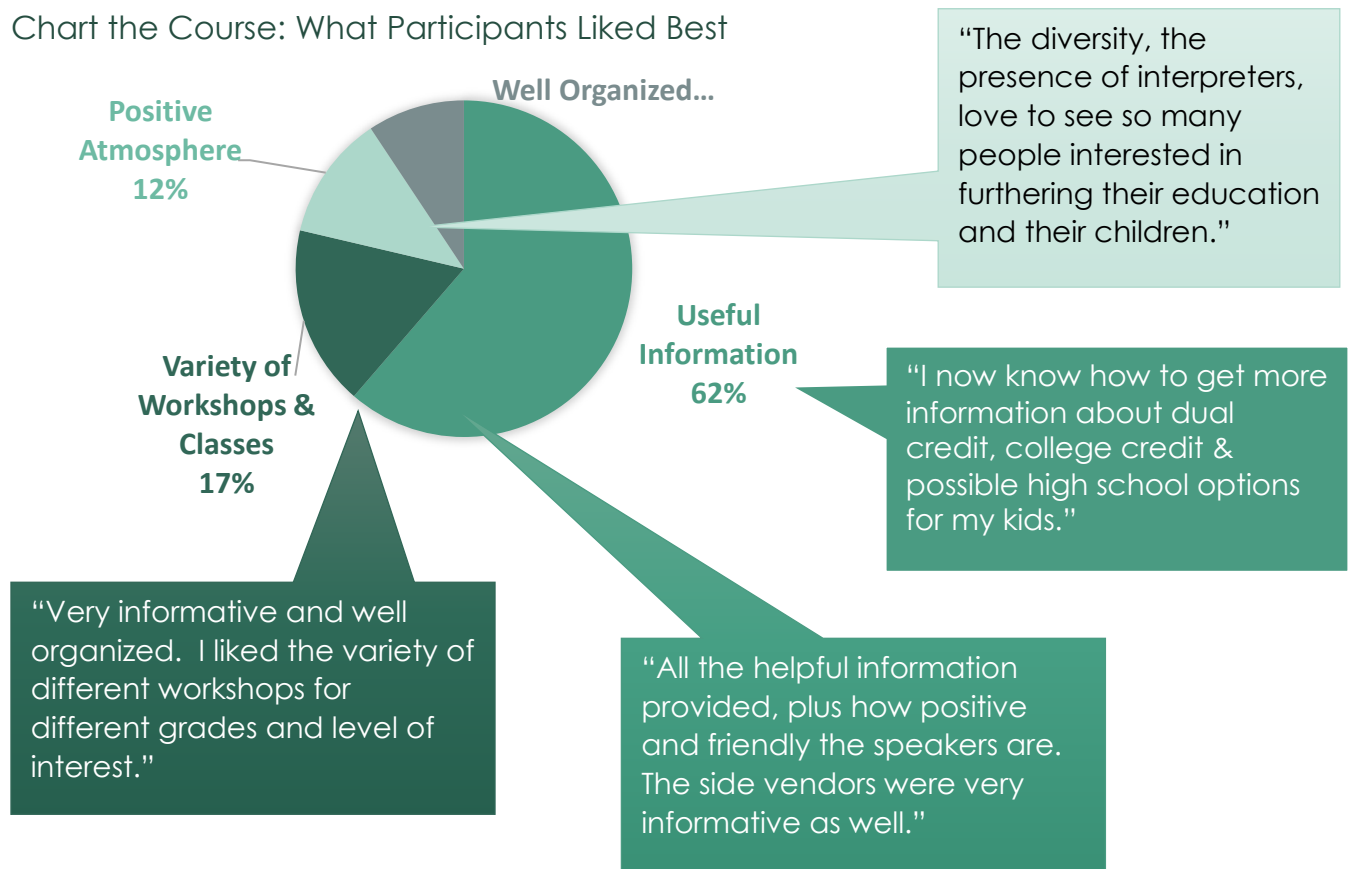 Chart the Course: What Participants Liked Best
Well Organized…
Positive
Atmosphere
12%
“The diversity, the
presence of interpreters,
love to see so many
people interested in
furthering their education
and their children.”
Useful
Information
62%
“I now know how to get more
information about dual
credit, college credit &
possible high school options
for my kids.”
Variety of
Workshops &
Classes
17%
“Very informative and well
organized.  I liked the variety of
different workshops for
different grades and level of
interest.”
“All the helpful information
provided, plus how positive
and friendly the speakers are.
The side vendors were very
informative as well.”